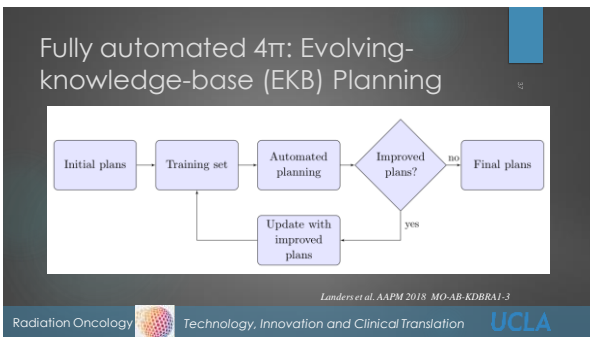 Fully automated 4π: Evolving-
knowledge-base (EKB) Planning
Initial plans
Training set
Automated
planning
Improved
plans?
no
Final plans
yes
Update with
improved
plans
Landers et al. AAPM 2018 MO-AB-KDBRA1-3
Radiation Oncology
Technology, Innovation and Clinical Translation
UCLA